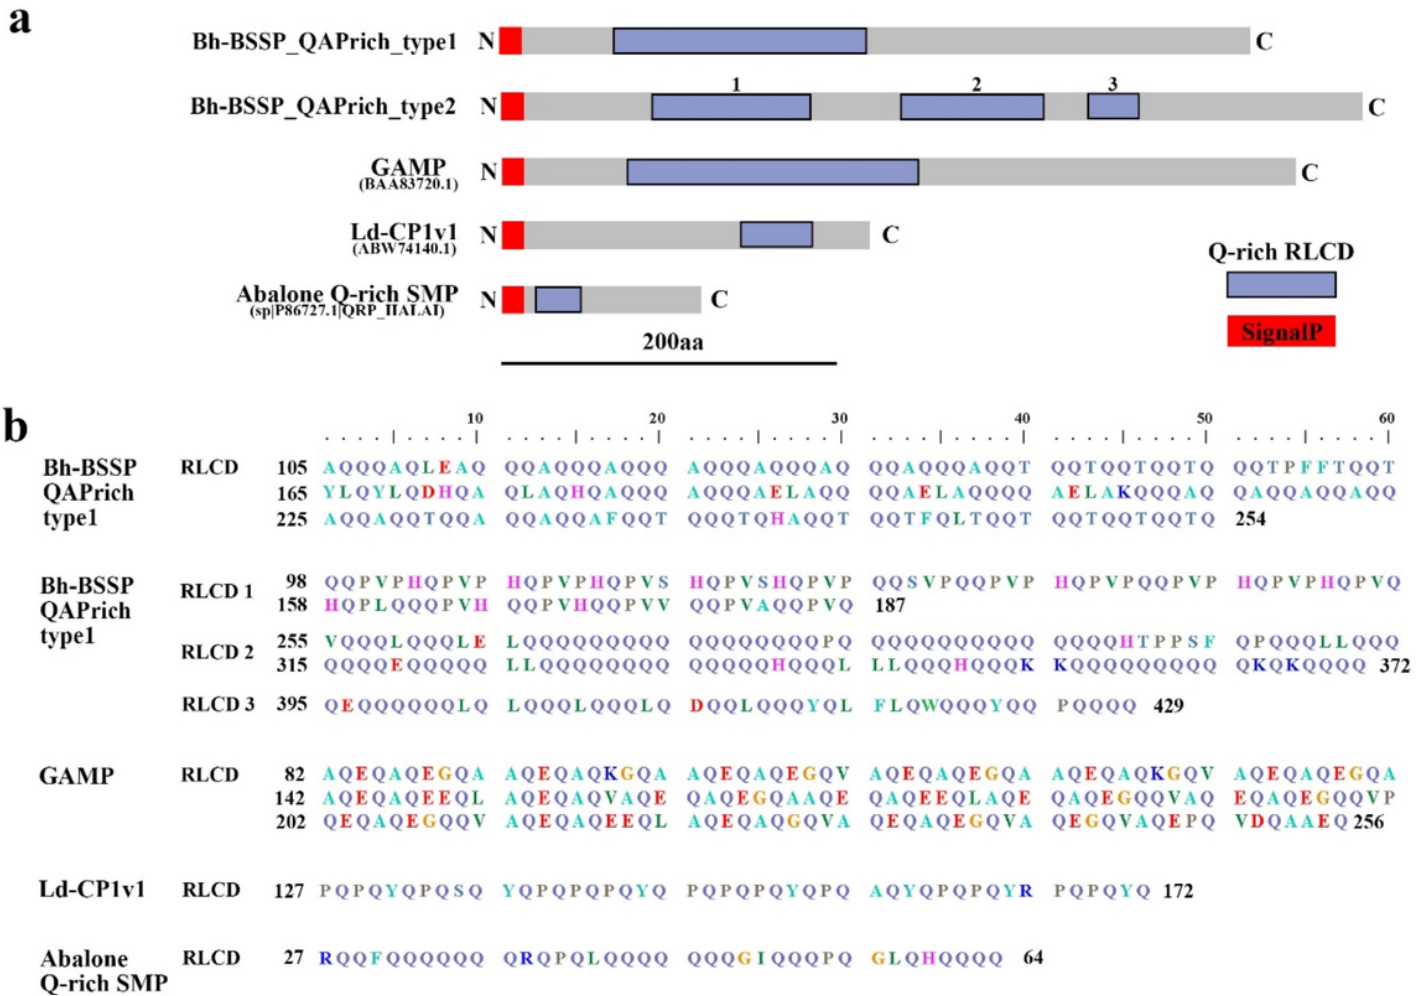 a
Bh-BSSP_QAPrich_type1 N C
1 2 3
Bh-BSSP_QAPrich_type2 N C
GAMP N C
(BAA83720.1)
Ld-CP1v1 N C
(ABW74140.1)
Q-rich RLCD
Abalone Q-rich SMP N C
(sp|P86727.1|QRP_HALAI)
SignalP
200aa
b
10 20 30 40 50 60
Bh-BSSP RLCD 105 AQQQAQLEAQ QQAQQQAQQQ AQQQAQQQAQ QQAQQQAQQT QQTQQTQQTQ QQTPFFTQQT
QAPrich 165 YLQYLQDHQA QLAQHQAQQQ AQQQAELAQQ QQAELAQQQQ AELAKQQQAQ QAQQAQQAQQ
type1 225 AQQAQQTQQA QQAQQAFQQT QQQTQHAQQT QQTFQLTQQT QQTQQTQQTQ 254
Bh-BSSP RLCD 1 98 QQPVPHQPVP HQPVPHQPVS HQPVSHQPVP QQSVPQQPVP HQPVPQQPVP HQPVPHQPVQ
QAPrich 158 HQPLQQQPVH QQPVHQQPVV QQPVAQQPVQ 187
type1
RLCD 2 255 VQQQLQQQLE LQQQQQQQQQ QQQQQQQQPQ QQQQQQQQQQ QQQQHTPPSF QPQQQLLQQQ
315 QQQQEQQQQQ LLQQQQQQQQ QQQQQHQQQL LLQQQHQQQK KQQQQQQQQQ QKQKQQQQ 372
RLCD 3 395 QEQQQQQQLQ LQQQLQQQLQ DQQLQQQYQL FLQWQQQYQQ PQQQQ 429
GAMP RLCD 82 AQEQAQEGQA AQEQAQKGQA AQEQAQEGQV AQEQAQEGQA AQEQAQKGQV AQEQAQEGQA
142 AQEQAQEEQL AQEQAQVAQE QAQEGQAAQE QAQEEQLAQE QAQEGQQVAQ EQAQEGQQVP
202 QEQAQEGQQV AQEQAQEEQL AQEQAQGQVA QEQAQEGQVA QEGQVAQEPQ VDQAAEQ 256
Ld-CP1v1 RLCD 127 PQPQYQPQSQ YQPQPQPQYQ PQPQPQYQPQ AQYQPQPQYR PQPQYQ 172
Abalone RLCD 27 RQQFQQQQQQ QRQPQLQQQQ QQQGIQQQPQ GLQHQQQQ 64
Q-rich SMP